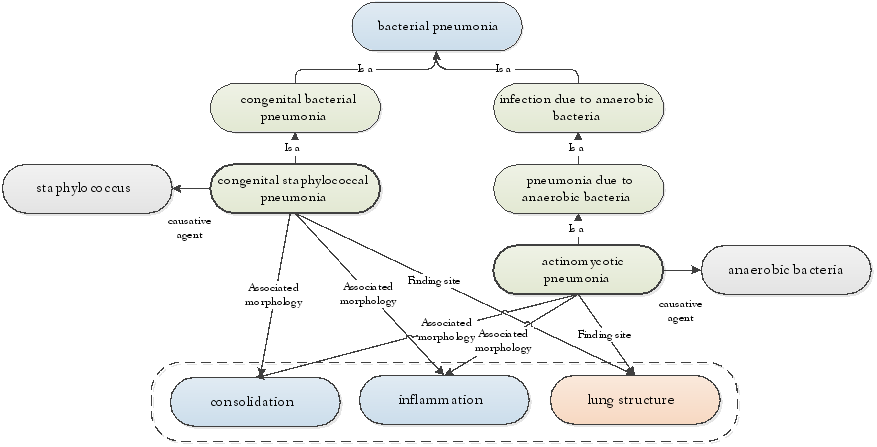 bacterial pneumonia
Is a
Is a
congenital bacterial
pneumonia
infection due to anaerobic
bacteria
Is a
Is a
staphylococcus
congenital staphylococcal
pneumonia
pneumonia due to
anaerobic bacteria
causative
agent
Is a
actinomycotic
pneumonia
anaerobic bacteria
Associated
morphology
Associated
morphology
Finding site
causative
agent
Associated
morphology
Associated
morphology
Finding site
consolidation
inflammation
lung structure